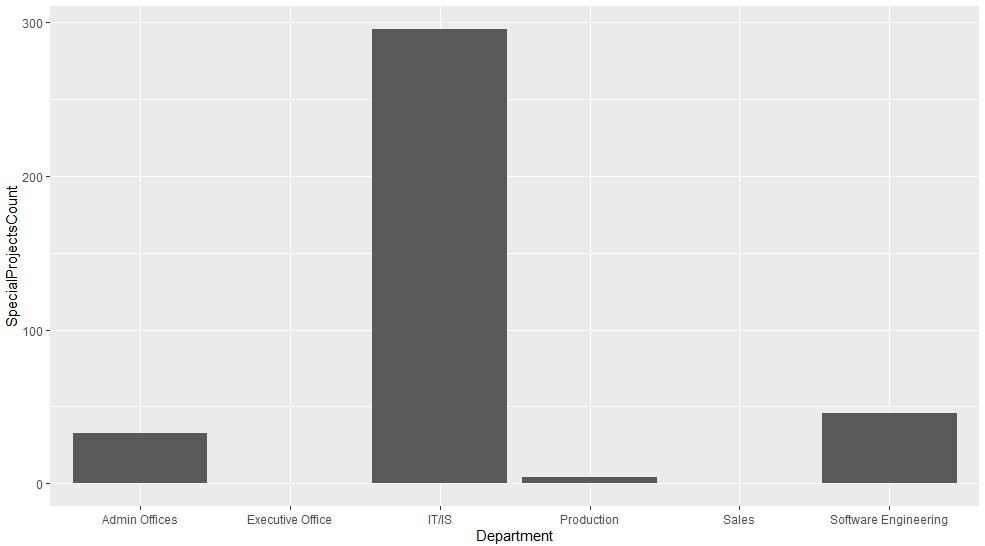 300
200
100
0
SpecialProjectsCount
Admin Offices
Executive Office
IT/IS
Production
Sales
Software Engineering
Department